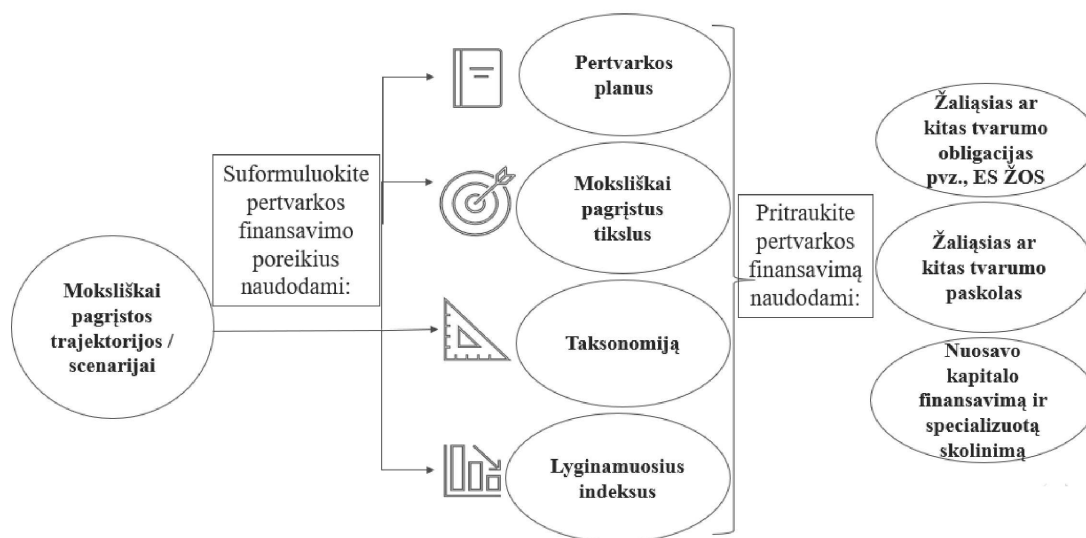 Moksliškai
pagrįstos
trajektorijos /
scenarijai
Suformuluokite
pertvarkos
finansavimo
poreikius
naudodami:
Pertvarkos
planus
Moksliškai
pagrįstus
tikslus
Taksonomiją
Lyginamuosius
indeksus
Pritraukite
pertvarkos
finansavimą
naudodami:
Žaliąsias ar
kitas tvarumo
obligacijas
pvz., ES ŽOS
Žaliąsias ar
kitas tvarumo
paskolas
Nuosavo
kapitalo
finansavimą ir
specializuotą
skolinimą